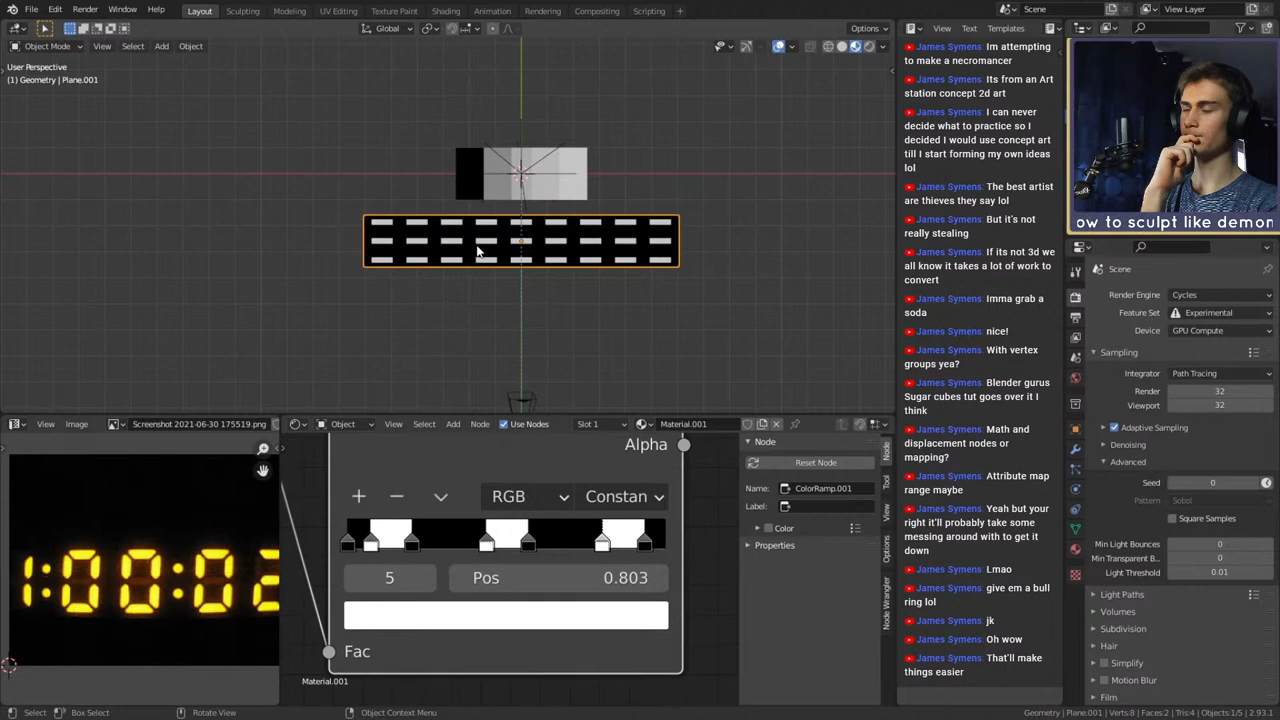 File Edit Render Window Help Layout Sculpting Modeling UV Editing Texture Paint Shading Animation Rendering Compositing Scripting + Scene View Layer
Global Options View Text Templates
Object Mode View Select Add Object
User Perspective
(1) Geometry | Plane.001
James Symens: Im attempting
to make a necromancer
James Symens: Its from an Art
station concept 2d art
James Symens: I can never
decide what to practice so I
decided I would use concept art
till I start forming my own ideas
lol
James Symens: The best artist
are thieves they say lol
James Symens: But it's not
really stealing
James Symens: If its not 3d we
all know it takes a lot of work to
convert
James Symens: Imma grab a
soda
James Symens: nice!
James Symens: With vertex
groups yea?
James Symens: Blender gurus
Sugar cubes tut goes over it I
think
James Symens: Math and
displacement nodes or
mapping?
James Symens: Attribute map
range maybe
James Symens: Yeah but your
right it'll probably take some
messing around with to get it
down
James Symens: Lmao
James Symens: give em a bull
ring lol
James Symens: jk
James Symens: Oh wow
James Symens: That'll make
things easier
ow to sculpt like demon
Scene
Render Engine Cycles
Feature Set Experimental
Device GPU Compute
Sampling
Integrator Path Tracing
Render 32
Viewport 32
Adaptive Sampling
Denoising
Advanced
Seed 0
Pattern Sobol
Square Samples
Min Light Bounces 0
Min Transparent B... 0
Light Threshold 0.01
Light Paths
Volumes
Subdivision
Hair
Simplify
Motion Blur
Film
View Image Screenshot 2021-06-30 175519.png
1:00:02
Object View Select Add Node Use Nodes Slot 1 Material.001
Alpha
RGB Constan
5 Pos 0.803
Fac
Material.001
Node
Reset Node
Name: ColorRamp.001
Label:
Color
Properties
Node
Tool
View
Options
Node Wrangler
Select Box Select Rotate View Object Context Menu Geometry | Plane.001 | Verts:8 | Faces:2 | Tris:4 | Objects:1/5 | 2.93.1